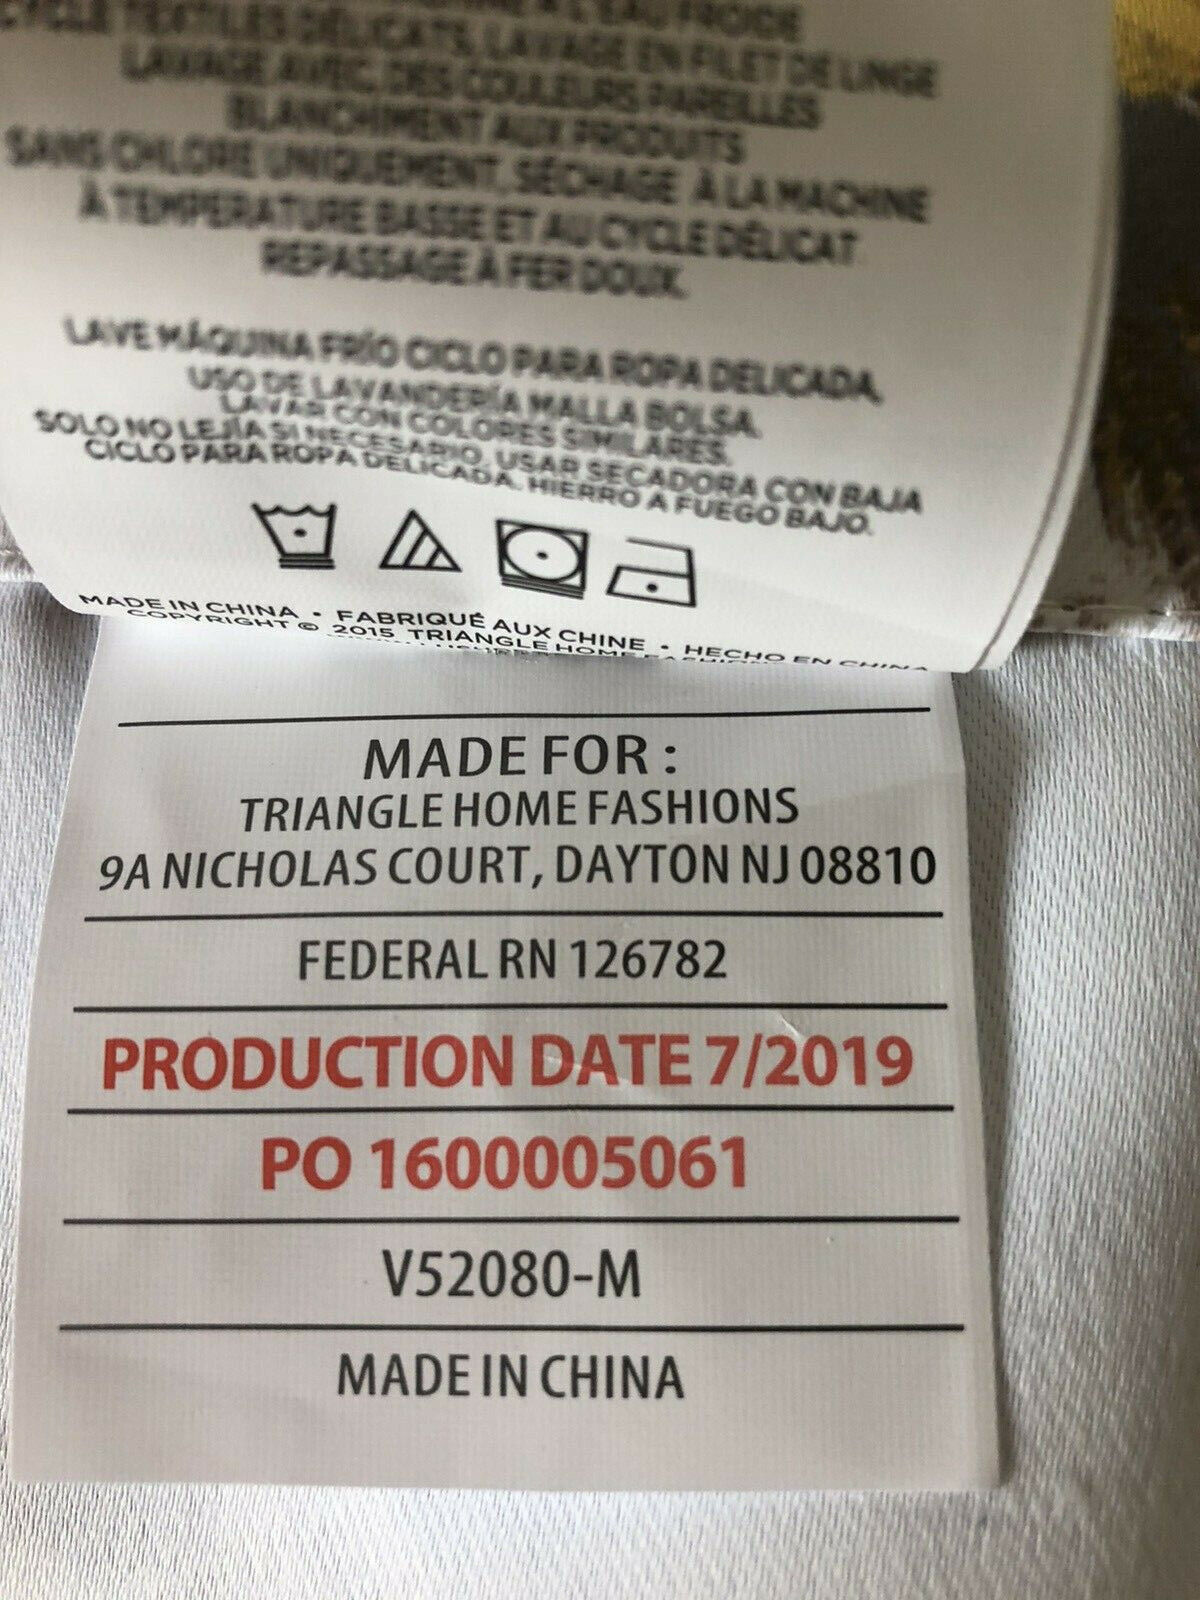 À L'EAU FROIDE
CYCLE TEXTILES DÉLICATS, LAVAGE EN FILET DE LINGE
LAVAGE AVEC DES COULEURS PAREILLES
BLANCHIMENT AUX PRODUITS
SANS CHLORE UNIQUEMENT, SÉCHAGE À LA MACHINE
À TEMPERATURE BASSE ET AU CYCLE DÉLICAT
REPASSAGE À FER DOUX.
LAVE MÁQUINA FRÍO CICLO PARA ROPA DELICADA,
USO DE LAVANDERÍA MALLA BOLSA.
LAVAR CON COLORES SIMILARES.
SOLO NO LEJÍA SI NECESARIO, USAR SECADORA CON BAJA
CICLO PARA ROPA DELICADA. HIERRO A FUEGO BAJO.
MADE IN CHINA • FABRIQUÉ AUX CHINE • HECHO EN CHINA
COPYRIGHT © 2015 TRIANGLE HOME FASHIONS
MADE FOR :
TRIANGLE HOME FASHIONS
9A NICHOLAS COURT, DAYTON NJ 08810
FEDERAL RN 126782
PRODUCTION DATE 7/2019
PO 1600005061
V52080-M
MADE IN CHINA